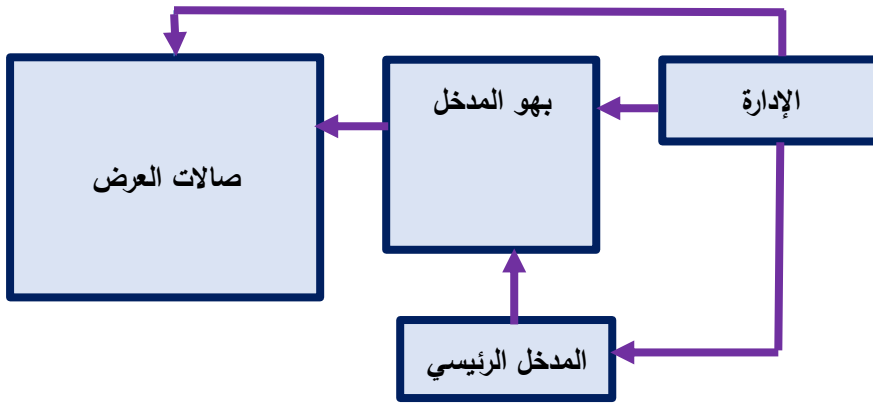 الإدارة
بهو المدخل
صالات العرض
المدخل الرئيسي